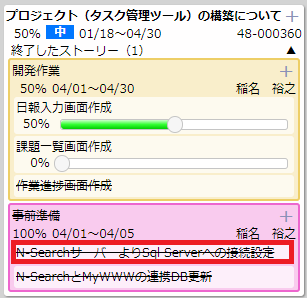 プロジェクト（タスク管理ツール）の構築について ＋
50% 中 01/18～04/30 48-000360
終了したストーリー（1） ▲
開発作業 ＋
50% 04/01～04/30 稲名 裕之
日報入力画面作成
50%
課題一覧画面作成
0%
作業進捗画面作成
事前準備 ＋
100% 04/01～04/05 稲名 裕之
N-SearchサーバーよりSql Serverへの接続設定
N-SearchとMyWWWの連携DB更新